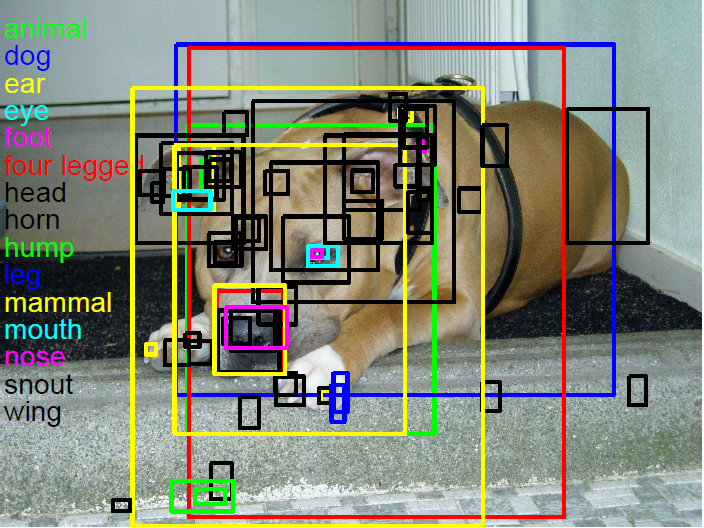 animal
dog
ear
eye
foot
four legged
head
horn
hump
leg
mammal
mouth
nose
snout
wing